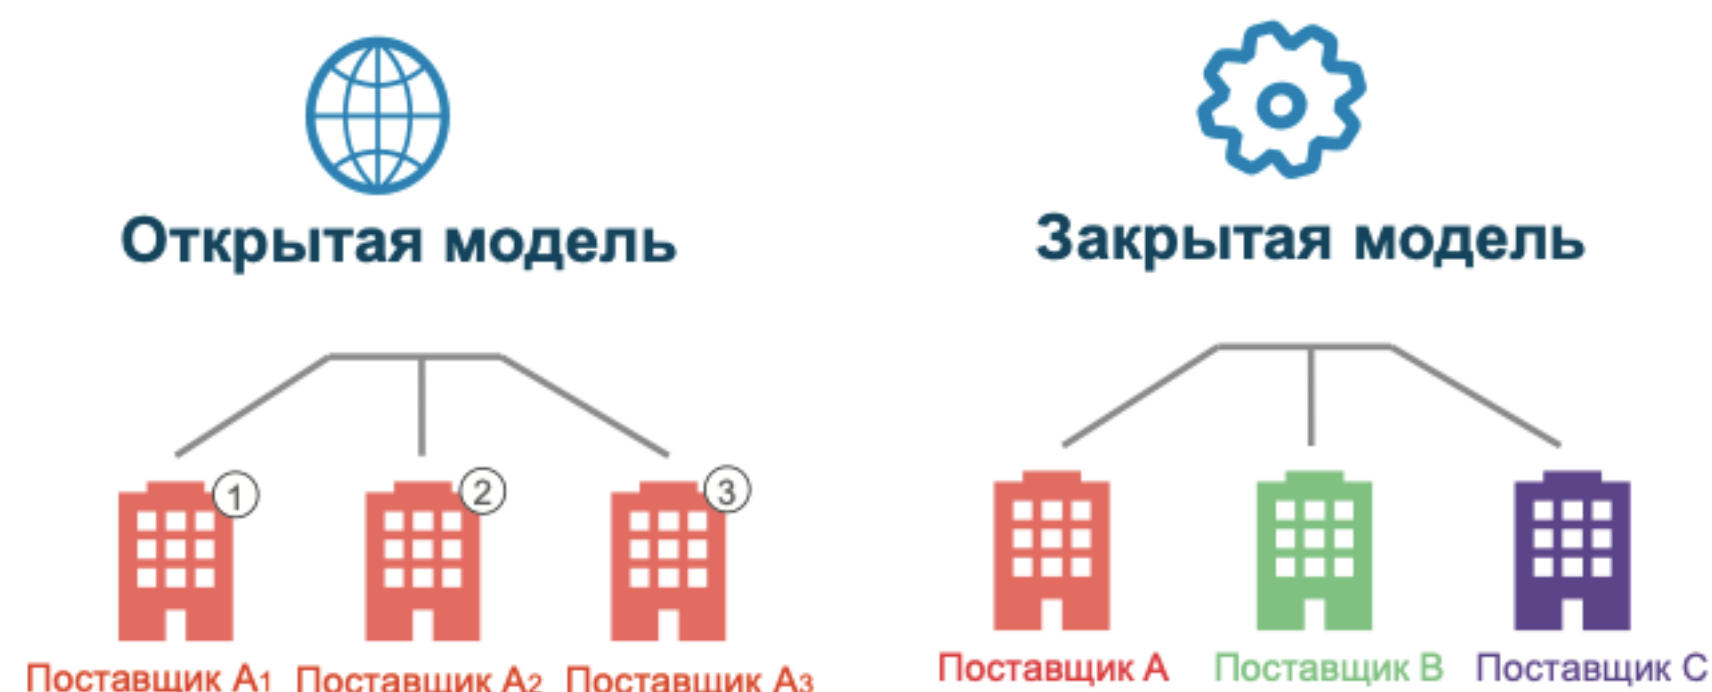 Открытая модель
1
2
3
Поставщик A1 Поставщик A2 Поставщик A3
Закрытая модель
Поставщик A Поставщик B Поставщик C